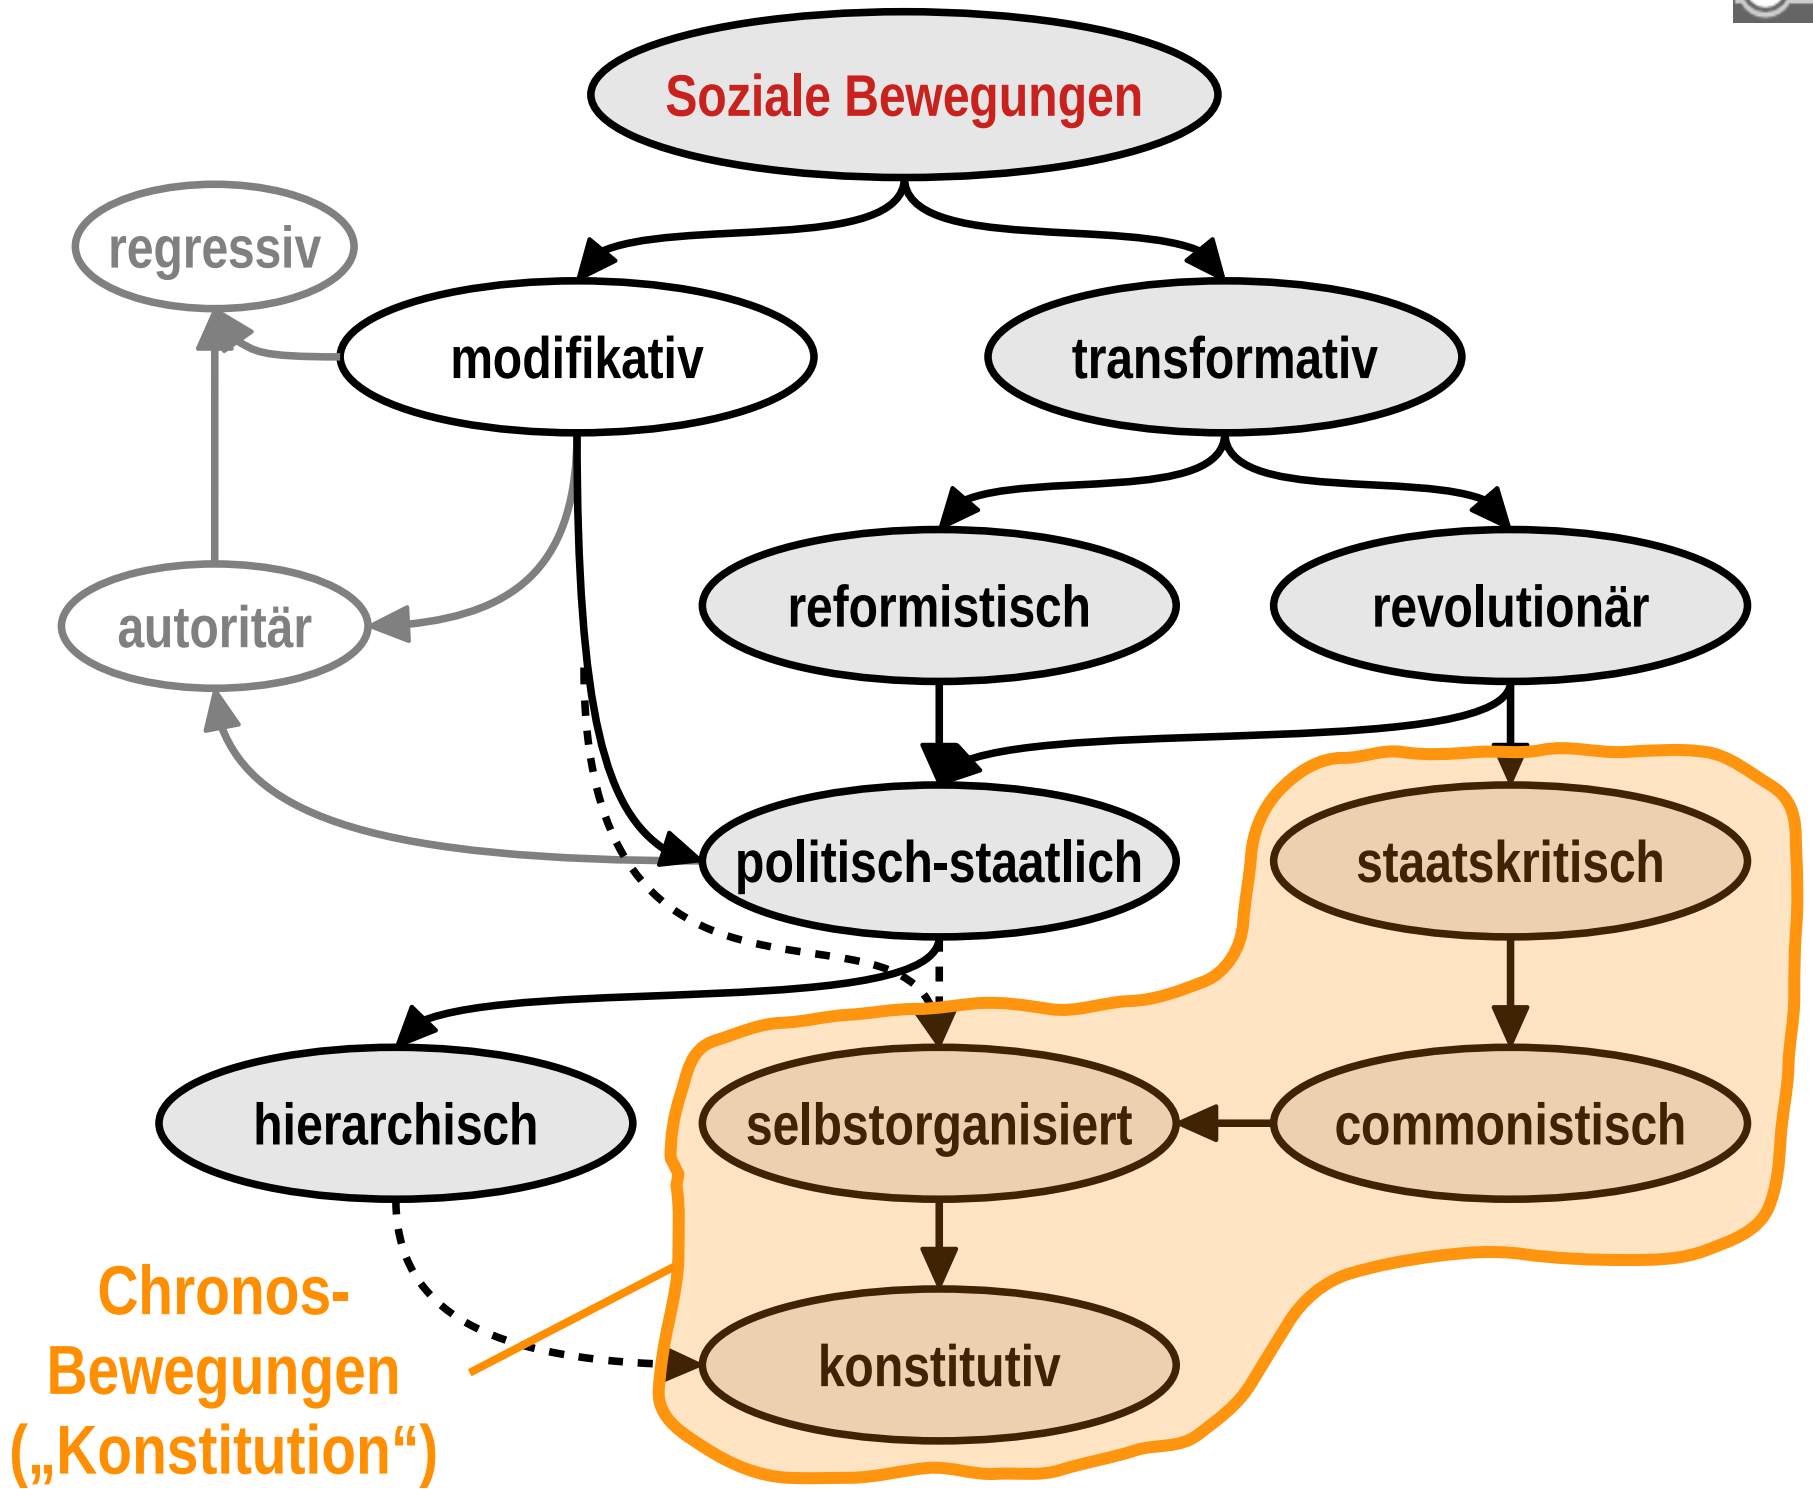 Soziale Bewegungen
regressiv
modifikativ
transformativ
reformistisch
revolutionär
autoritär
politisch-staatlich
staatskritisch
hierarchisch
selbstorganisiert
commonistisch
Chronos-
Bewegungen
(„Konstitution“)
konstitutiv